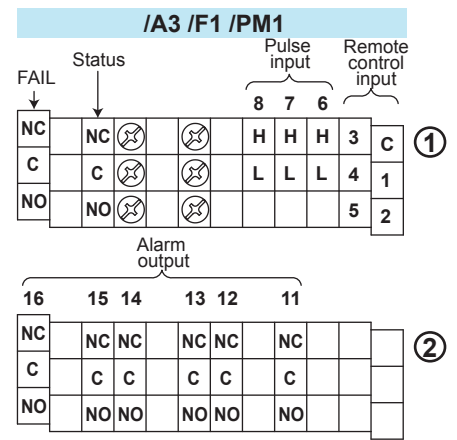 /A3 /F1 /PM1
FAIL
Status
Pulse
input
Remote
control
input
8 7 6
NC NC H H H 3 C ①
C C L L L 4 1
NO NO 5 2
Alarm
output
16 15 14 13 12 11
NC NC NC NC NC NC ②
C C C C C C
NO NO NO NO NO NO